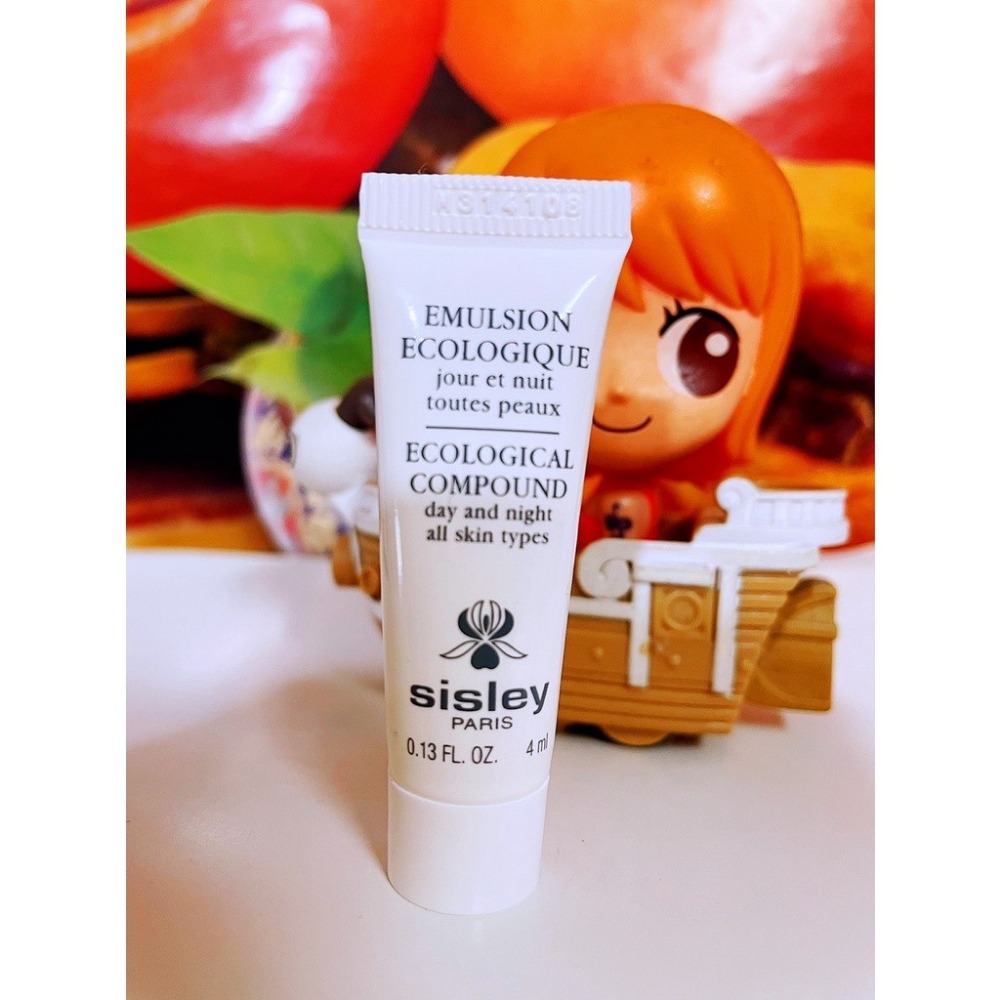 EMULSION
ECOLOGIQUE
jour et nuit
toutes peaux
ECOLOGICAL
COMPOUND
day and night
all skin types
sisley
PARIS
0.13 FL. OZ. 4 ml